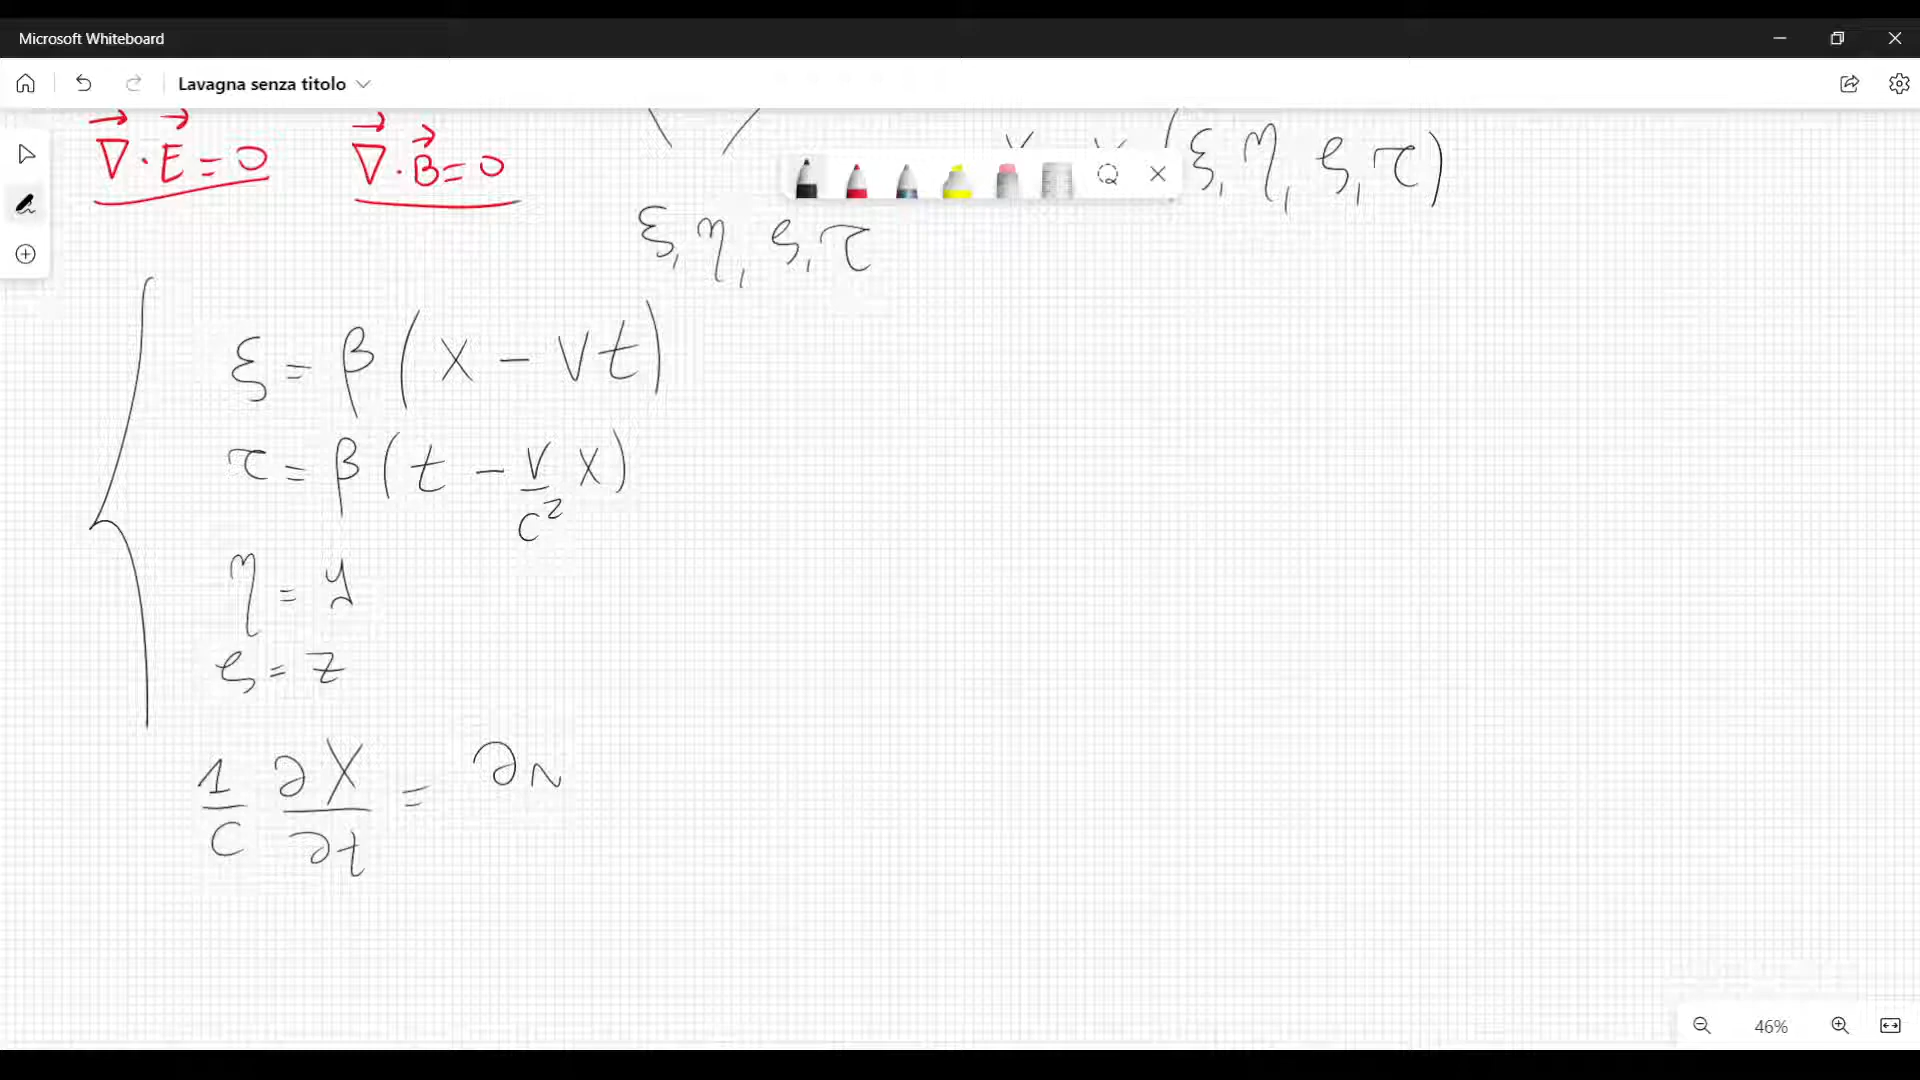 Microsoft Whiteboard
Lavagna senza titolo
∇⃗ · E⃗ = 0 ∇⃗ · B⃗ = 0
(ξ, η, ζ, τ)
ξ, η, ζ, τ
ξ = β (x - vt)
τ = β (t - v/c² x)
η = y
ζ = z
1/c ∂X/∂t = ∂N
46%